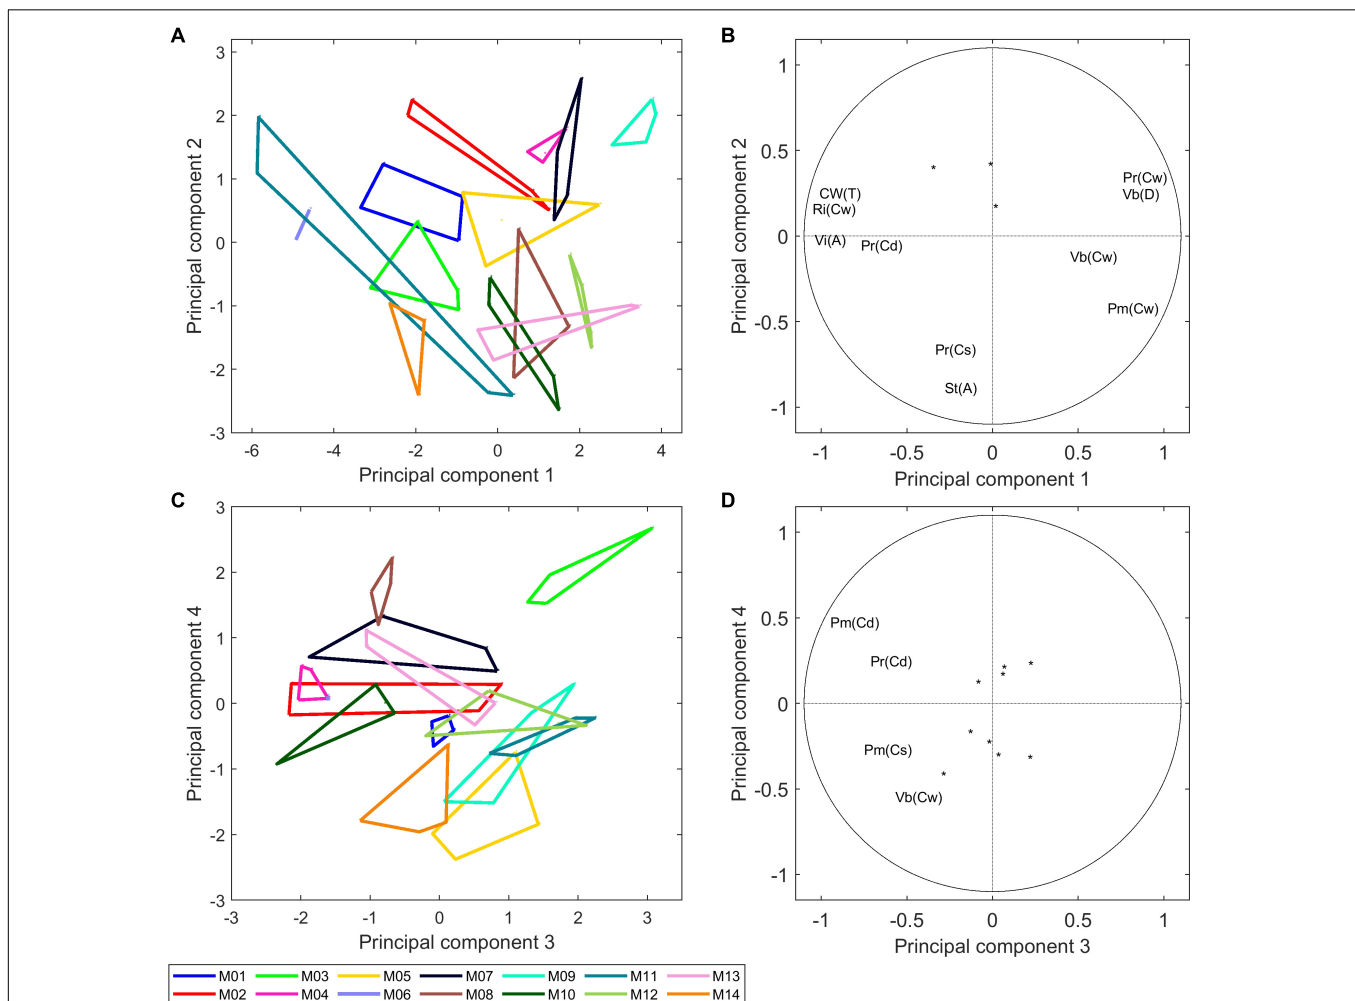 A
3
2
1
0
-1
-2
-3
-6
-4
-2
0
2
4
Principal component 2
Principal component 1
B
1
0.5
0
-0.5
-1
-1
-0.5
0
0.5
1
Principal component 2
Principal component 1
Pr(Cw)
Vb(D)
CW(T)
Ri(Cw)
Vi(A)
Pr(Cd)
Vb(Cw)
Pm(Cw)
Pr(Cs)
St(A)
C
3
2
1
0
-1
-2
-3
-3
-2
-1
0
1
2
3
Principal component 4
Principal component 3
D
1
0.5
0
-0.5
-1
-1
-0.5
0
0.5
1
Principal component 4
Principal component 3
Pm(Cd)
Pr(Cd)
Pm(Cs)
Vb(Cw)
M01 M03 M05 M07 M09 M11 M13
M02 M04 M06 M08 M10 M12 M14